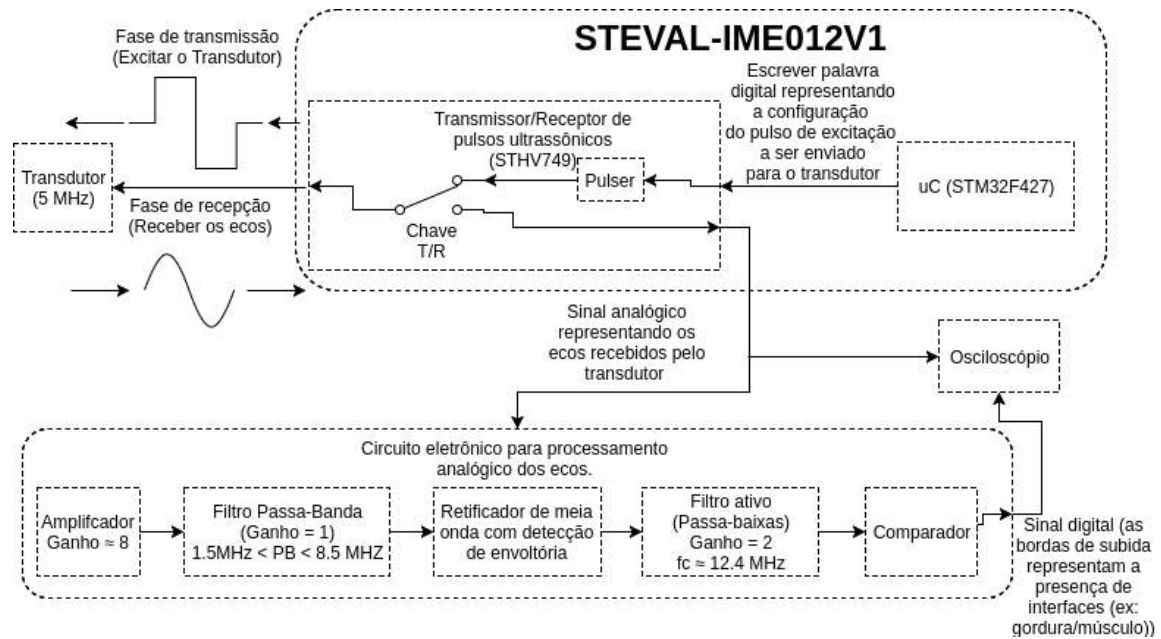 STEVAL-IME012V1
Fase de transmissão
(Excitar o Transdutor)
Transdutor
(5 MHz)
Fase de recepção
(Receber os ecos)
Transmissor/Receptor de
pulsos ultrassônicos
(STHV749)
Pulser
Chave
T/R
Escrever palavra
digital representando
a configuração
do pulso de excitação
a ser enviado
para o transdutor
uC (STM32F427)
Sinal analógico
representando os
ecos recebidos pelo
transdutor
Osciloscópio
Circuito eletrônico para processamento
analógico dos ecos.
Amplifcador
Ganho ≈ 8
Filtro Passa-Banda
(Ganho = 1)
1.5MHz < PB < 8.5 MHZ
Retificador de meia
onda com detecção
de envoltória
Filtro ativo
(Passa-baixas)
Ganho = 2
fc ≈ 12.4 MHz
Comparador
Sinal digital (as
bordas de subida
representam a
presença de
interfaces (ex:
gordura/músculo))